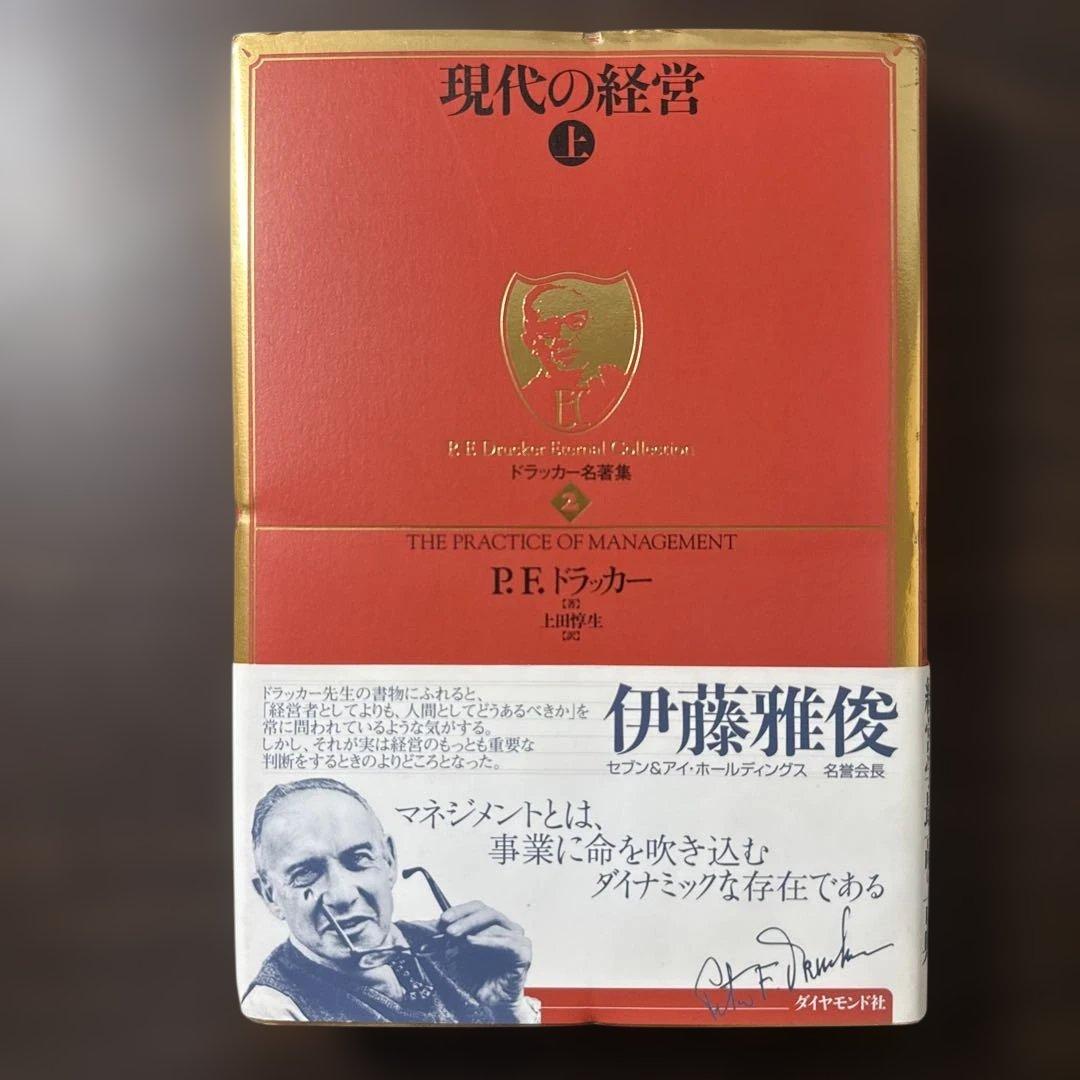 現代の経営
上
EC
P. F. Drucker Eternal Collection
ドラッカー名著集
2
THE PRACTICE OF MANAGEMENT
P. F. ドラッカー
[著]
上田惇生
[訳]
ドラッカー先生の書物にふれると、
「経営者としてよりも、人間としてどうあるべきか」を
常に問われているような気がする。
しかし、それが実は経営のもっとも重要な
判断をするときのよりどころとなった。
伊藤雅俊
セブン&アイ・ホールディングス 名誉会長
マネジメントとは、
事業に命を吹き込む
ダイナミックな存在である
Peter F. Drucker
ダイヤモンド社